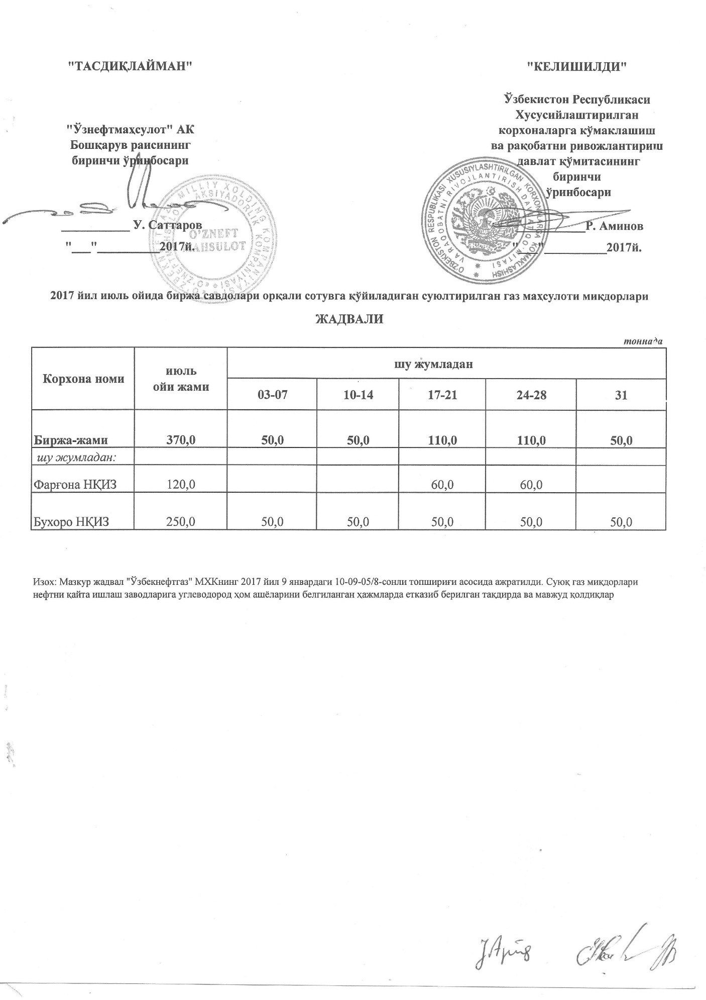 "ТАСДИҚЛАЙМАН"
"Ўзнефтмаҳсулот" АК
Бошқарув раисининг
биринчи ўринбосари
____________ У. Саттаров
"___"__________2017й.
O'ZNEFT
MAHSULOT
"КЕЛИШИЛДИ"
Ўзбекистон Республикаси
Хусусийлаштирилган
корхоналарга кўмаклашиш
ва рақобатни ривожлантириш
давлат қўмитасининг
биринчи
ўринбосари
____________Р. Аминов
"___"__________2017й.
O'ZBEKISTON RESPUBLIKASI XUSUSIYLASHTIRILGAN KORXONALARGA KO'MAKLASHISH
VA RAQOBATNI RIVOJLANTIRISH DAVLAT QO'MITASI
2017 йил июль ойида биржа савдолари орқали сотувга қўйиладиган суюлтирилган газ маҳсулоти миқдорлари
ЖАДВАЛИ
тоннада
Корхона номи июль ойи жами шу жумладан
03-07 10-14 17-21 24-28 31
Биржа-жами 370,0 50,0 50,0 110,0 110,0 50,0
шу жумладан:
Фарғона НҚИЗ 120,0 60,0 60,0
Бухоро НҚИЗ 250,0 50,0 50,0 50,0 50,0 50,0
Изох: Мазкур жадвал "Ўзбекнефтгаз" МХКнинг 2017 йил 9 январдаги 10-09-05/8-сонли топшириғи асосида ажратилди. Суюқ газ миқдорлари
нефтни қайта ишлаш заводларига углеводород ҳом ашёларини белгиланган ҳажмларда етказиб берилган тақдирда ва мавжуд қолдиқлар